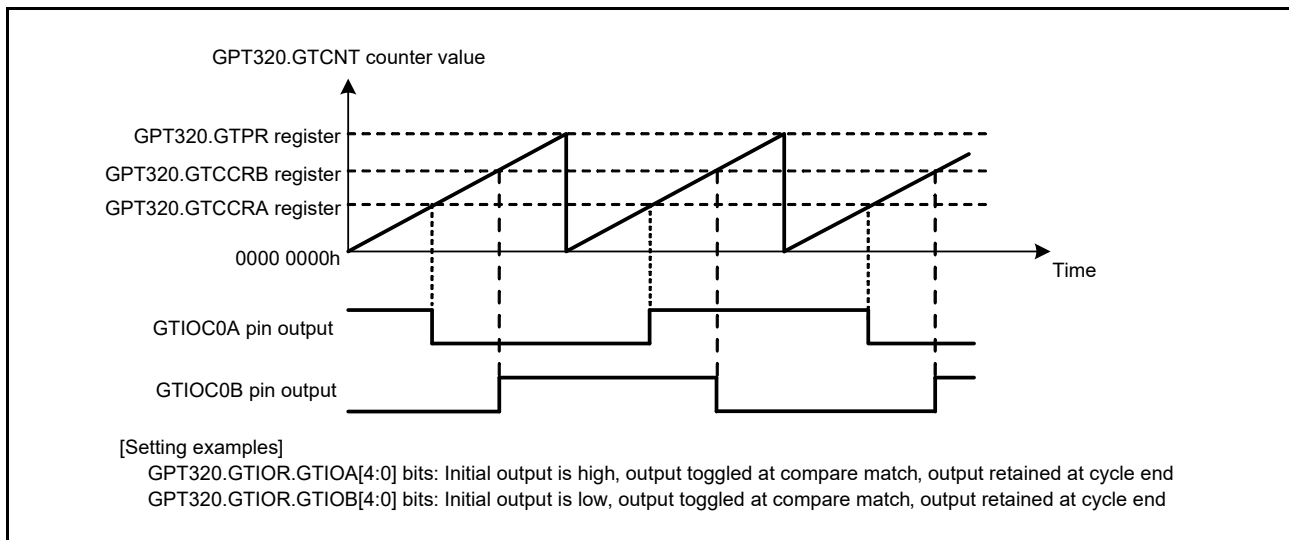 GPT320.GTCNT counter value
GPT320.GTPR register
GPT320.GTCCRB register
GPT320.GTCCRA register
0000 0000h
Time
GTIOC0A pin output
GTIOC0B pin output
[Setting examples]
GPT320.GTIOR.GTIOA[4:0] bits: Initial output is high, output toggled at compare match, output retained at cycle end
GPT320.GTIOR.GTIOB[4:0] bits: Initial output is low, output toggled at compare match, output retained at cycle end